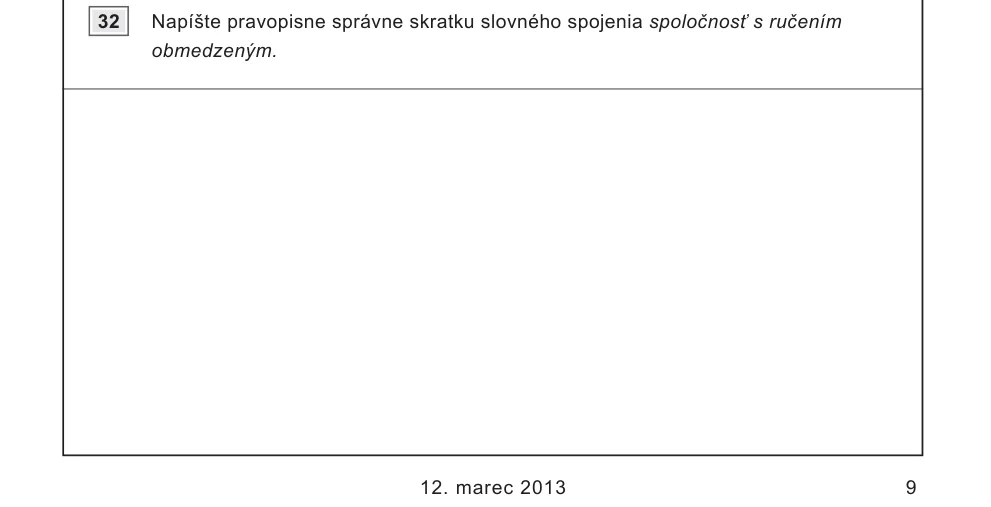 32 Napíšte pravopisne správne skratku slovného spojenia spoločnosť s ručením
obmedzeným.
12. marec 2013 9